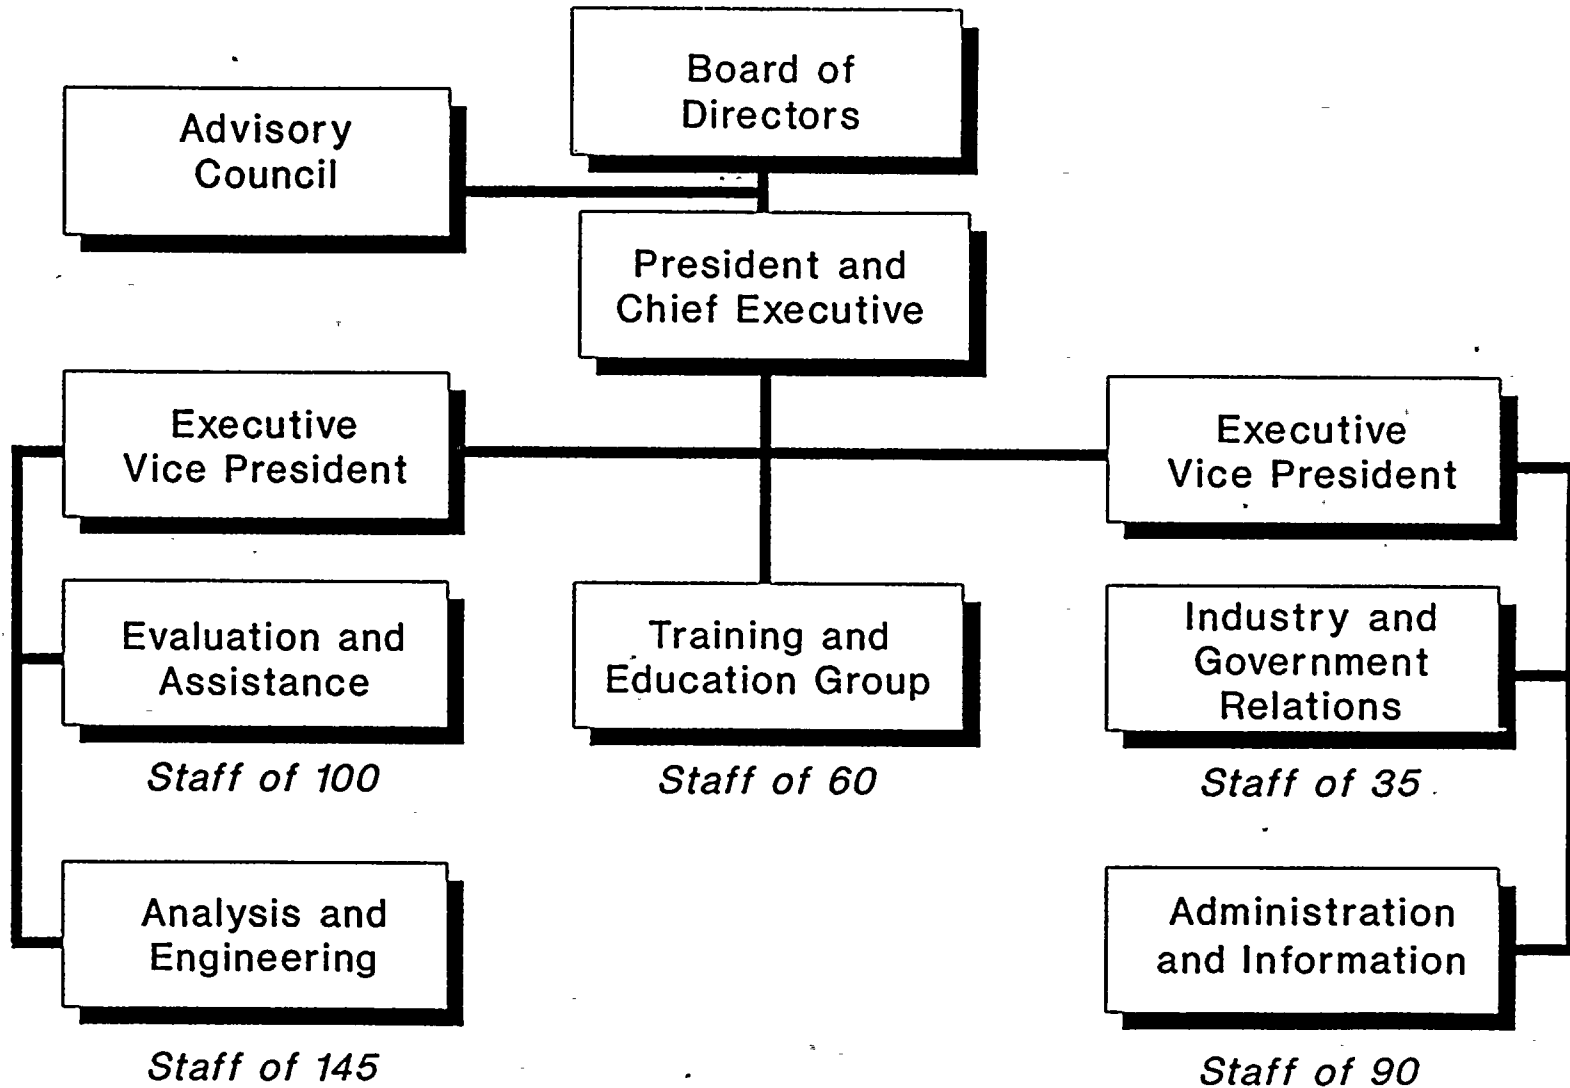 Board of
Directors
Advisory
Council
President and
Chief Executive
Executive
Vice President
Executive
Vice President
Evaluation and
Assistance
Staff of 100
Training and
Education Group
Staff of 60
Industry and
Government
Relations
Staff of 35
Analysis and
Engineering
Staff of 145
Administration
and Information
Staff of 90